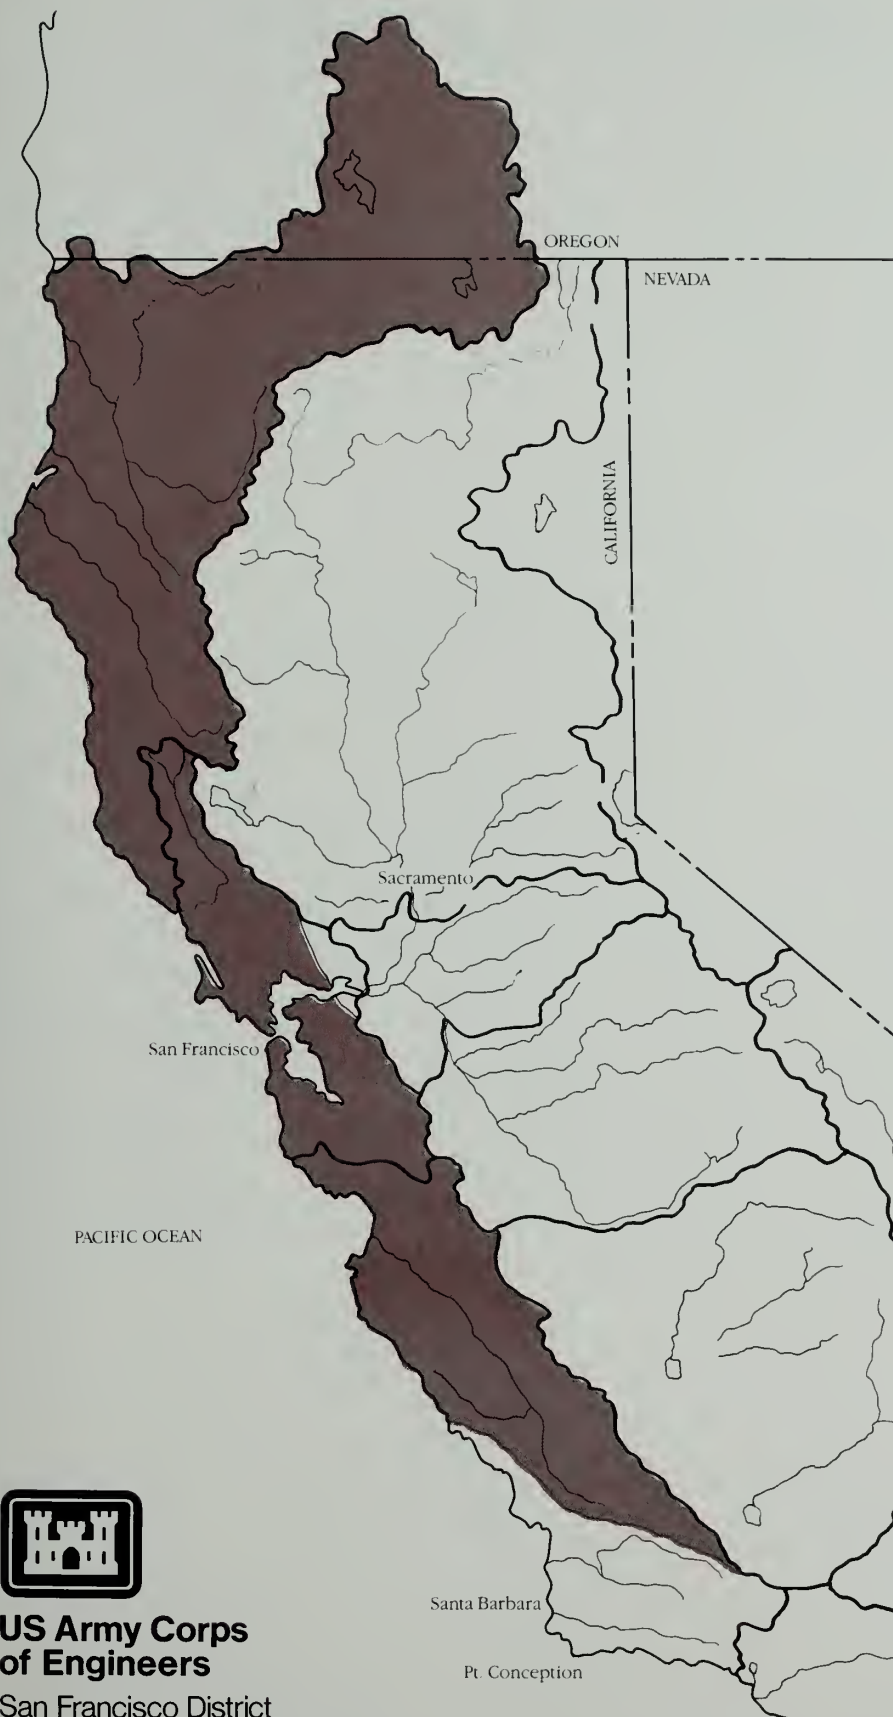 OREGON
NEVADA
CALIFORNIA
Sacramento
San Francisco
PACIFIC OCEAN
Santa Barbara
Pt. Conception
US Army Corps
of Engineers
San Francisco District